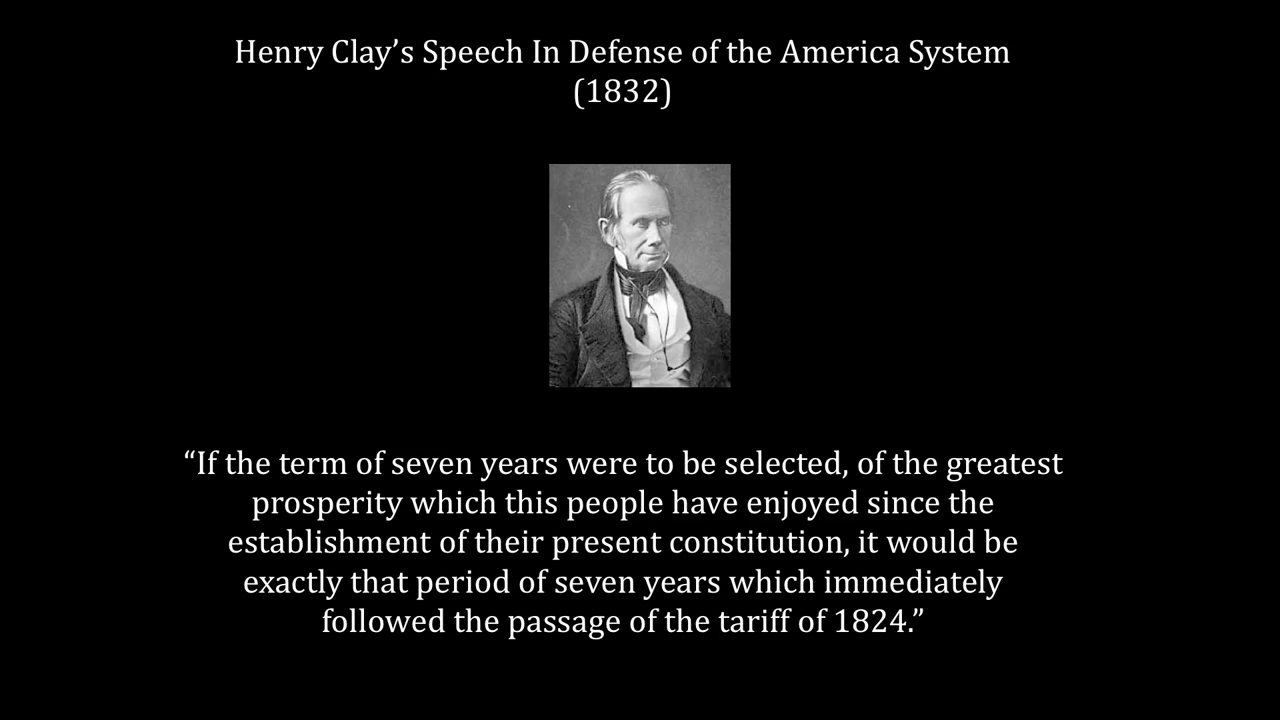 Henry Clay’s Speech In Defense of the America System
(1832)
“If the term of seven years were to be selected, of the greatest
prosperity which this people have enjoyed since the
establishment of their present constitution, it would be
exactly that period of seven years which immediately
followed the passage of the tariff of 1824.”